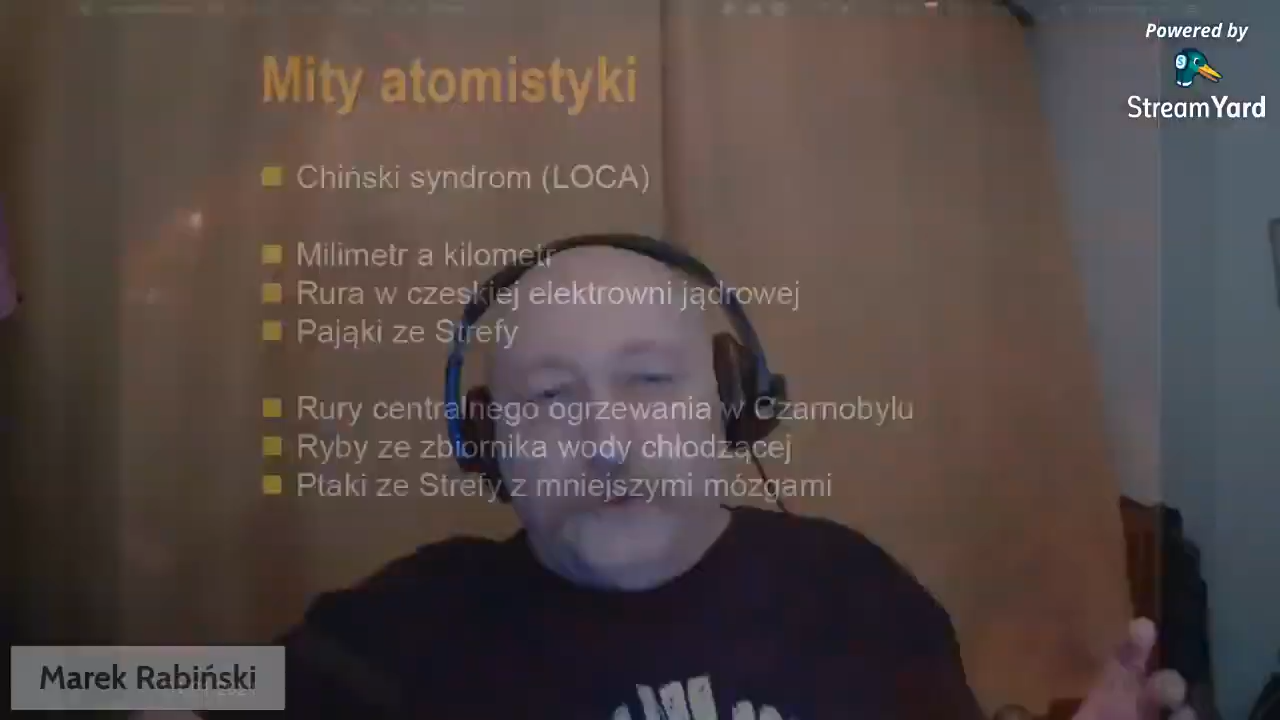 Powered by
StreamYard
Mity atomistyki
Chiński syndrom (LOCA)
Milimetr a kilometr
Rura w czeskiej elektrowni jądrowej
Pająki ze Strefy
Rury centralnego ogrzewania w Czarnobylu
Ryby ze zbiornika wody chłodzącej
Ptaki ze Strefy z mniejszymi mózgami
Marek Rabiński